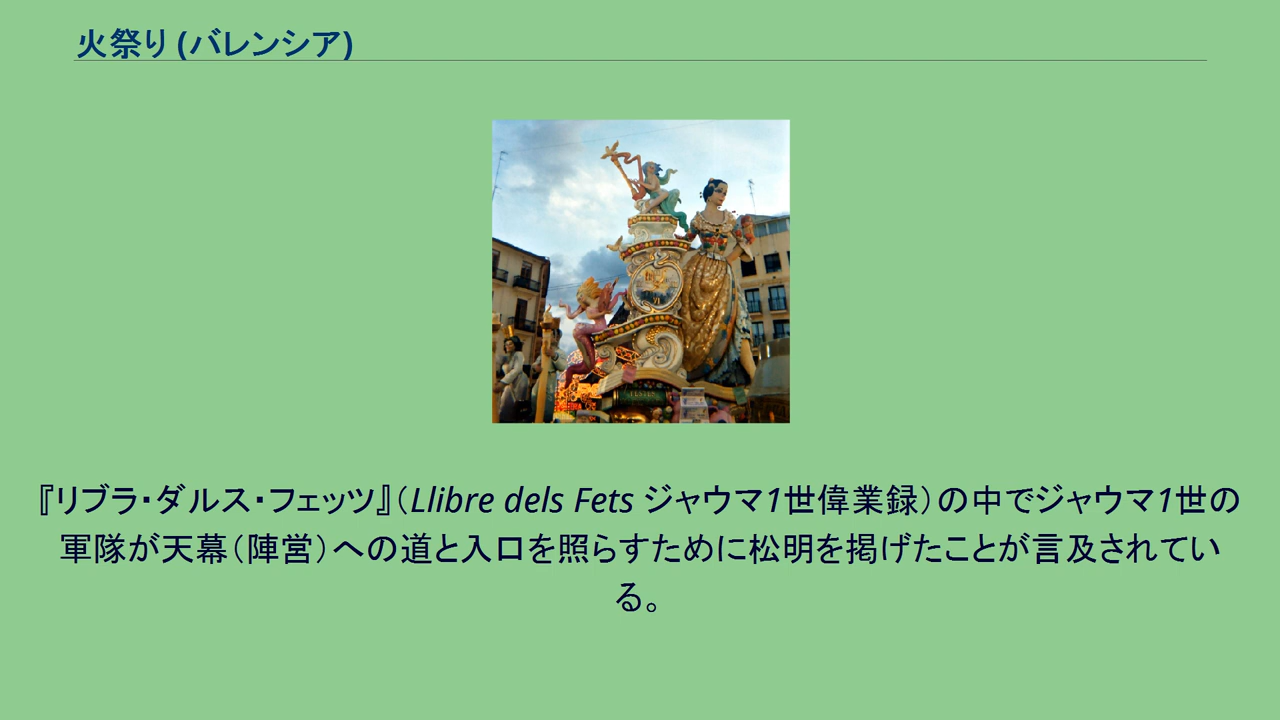 火祭り (バレンシア)
『リブラ・ダルス・フェッツ』（Llibre dels Fets ジャウマ1世偉業録）の中でジャウマ1世の
軍隊が天幕（陣営）への道と入口を照らすために松明を掲げたことが言及されてい
る。